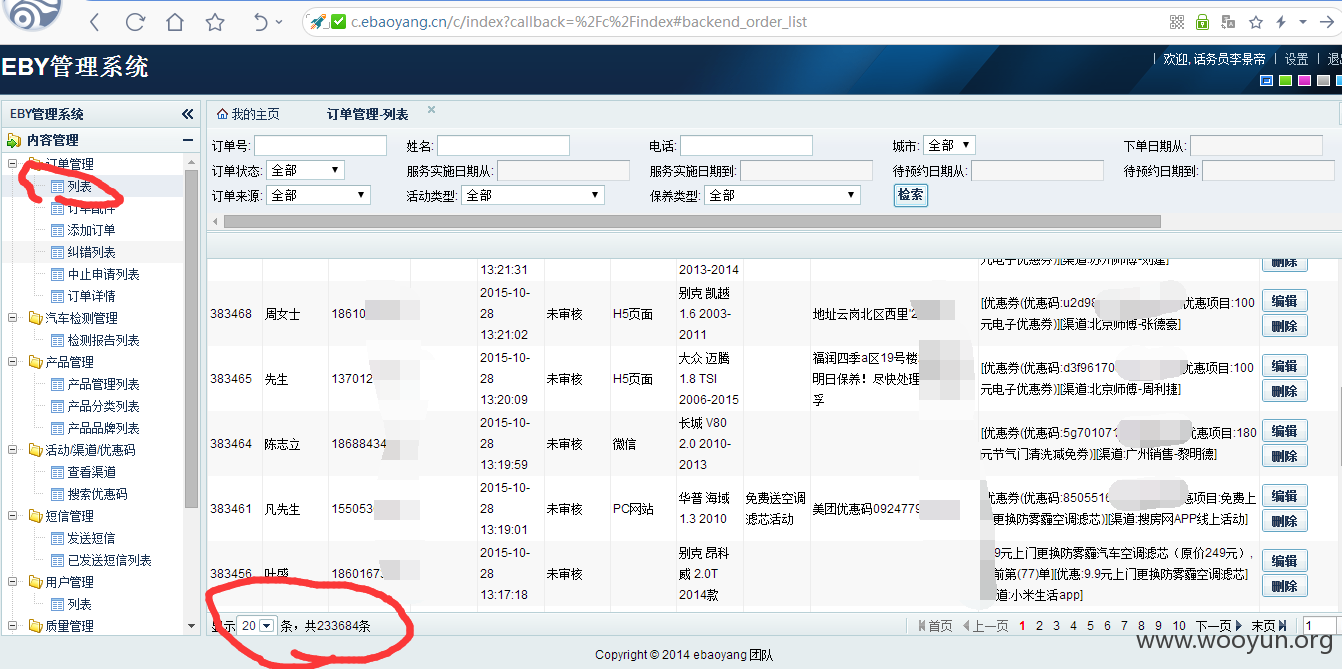 c.ebaoyang.cn/c/index?callback=%2Fc%2Findex#backend_order_list
EBY管理系统
欢迎,话务员李景帝 设置
EBY管理系统
内容管理
订单管理
列表
订单配件
添加订单
纠错列表
中止申请列表
订单详情
汽车检测管理
检测报告列表
产品管理
产品管理列表
产品分类列表
产品品牌列表
活动/渠道/优惠码
查看渠道
搜索优惠码
短信管理
发送短信
已发送短信列表
用户管理
列表
质量管理
我的主页 订单管理-列表
订单号: 姓名: 电话: 城市: 全部 下单日期从:
订单状态: 全部 服务实施日期从: 服务实施日期到: 待预约日期从: 待预约日期到:
订单来源: 全部 活动类型: 全部 保养类型: 全部 检索
13:21:31 2013-2014 删除
383468 周女士 18610 2015-10-28 13:21:02 未审核 H5页面 别克 凯越 1.6 2003-2011 地址云岗北区西里 [优惠券(优惠码:u2d98 优惠项目:100元电子优惠券)][渠道:北京师傅-张德豪] 编辑 删除
383465 先生 137012 2015-10-28 13:20:09 未审核 H5页面 大众 迈腾 1.8 TSI 2006-2015 福润四季a区19号楼 明日保养！尽快处理 孚 [优惠券(优惠码:d3f96170 优惠项目:100元电子优惠券)][渠道:北京师傅-周利捷] 编辑 删除
383464 陈志立 18688434 2015-10-28 13:19:59 未审核 微信 长城 V80 2.0 2010-2013 [优惠券(优惠码:5g70107 优惠项目:180元节气门清洗减免券)][渠道:广州销售-黎明德] 编辑 删除
383461 凡先生 155053 2015-10-28 13:19:01 未审核 PC网站 华普 海域 1.3 2010 免费送空调滤芯活动 美团优惠码0924779 优惠券(优惠码:8505516 惠项目:免费上 更换防雾霾空调滤芯)][渠道:搜房网APP线上活动] 编辑 删除
383456 叶盛 1860167 2015-10-28 13:17:18 未审核 别克 昂科威 2.0T 2014款 9元上门更换防雾霾汽车空调滤芯（原价249元）, 前第(77)单][优惠:9.9元上门更换防雾霾空调滤芯] 道:小米生活app] 编辑 删除
显示 20 条，共233684条 首页 上一页 1 2 3 4 5 6 7 8 9 10 下一页 末页 1
www.wooyun.org
Copyright © 2014 ebaoyang 团队